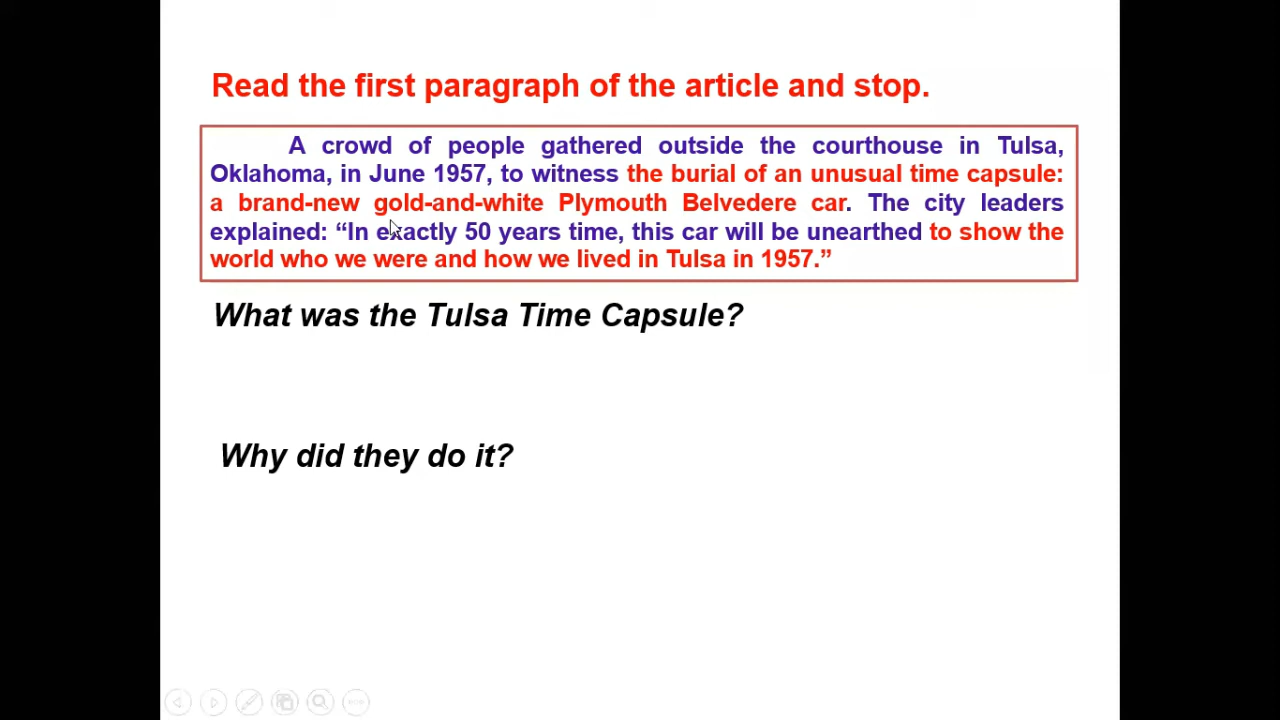 Read the first paragraph of the article and stop.
A crowd of people gathered outside the courthouse in Tulsa,
Oklahoma, in June 1957, to witness the burial of an unusual time capsule:
a brand-new gold-and-white Plymouth Belvedere car. The city leaders
explained: “In exactly 50 years time, this car will be unearthed to show the
world who we were and how we lived in Tulsa in 1957.”
What was the Tulsa Time Capsule?
Why did they do it?